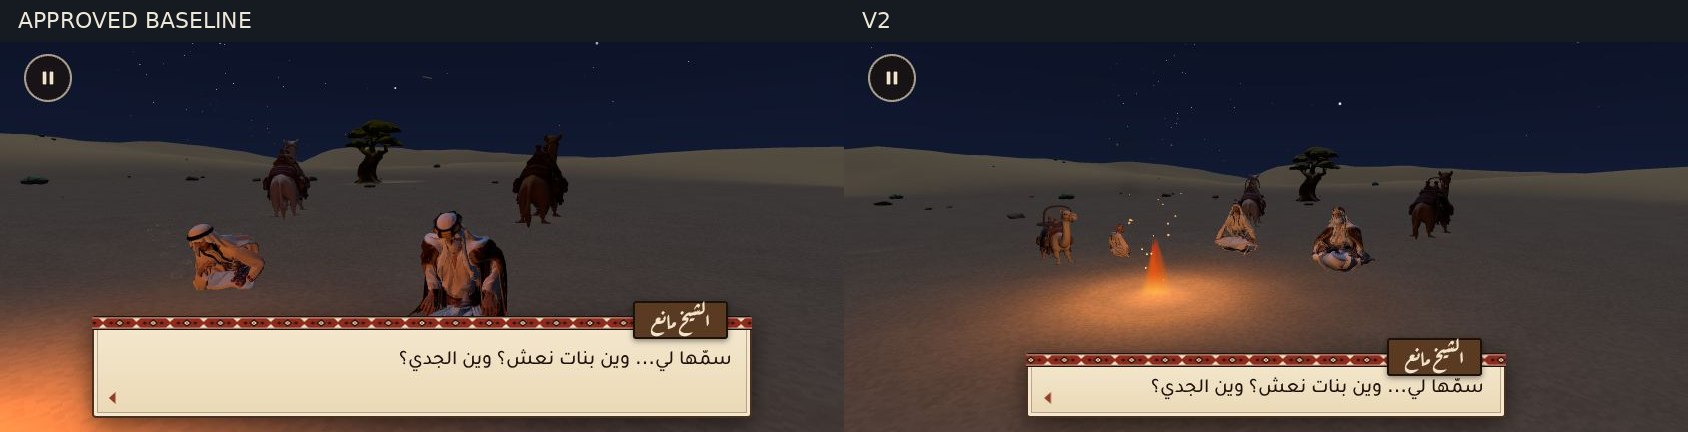 APPROVED BASELINE
الشيخ مانع
سمّها لي... وين بنات نعش؟ وين الجدي؟
V2
الشيخ مانع
سمّها لي... وين بنات نعش؟ وين الجدي؟